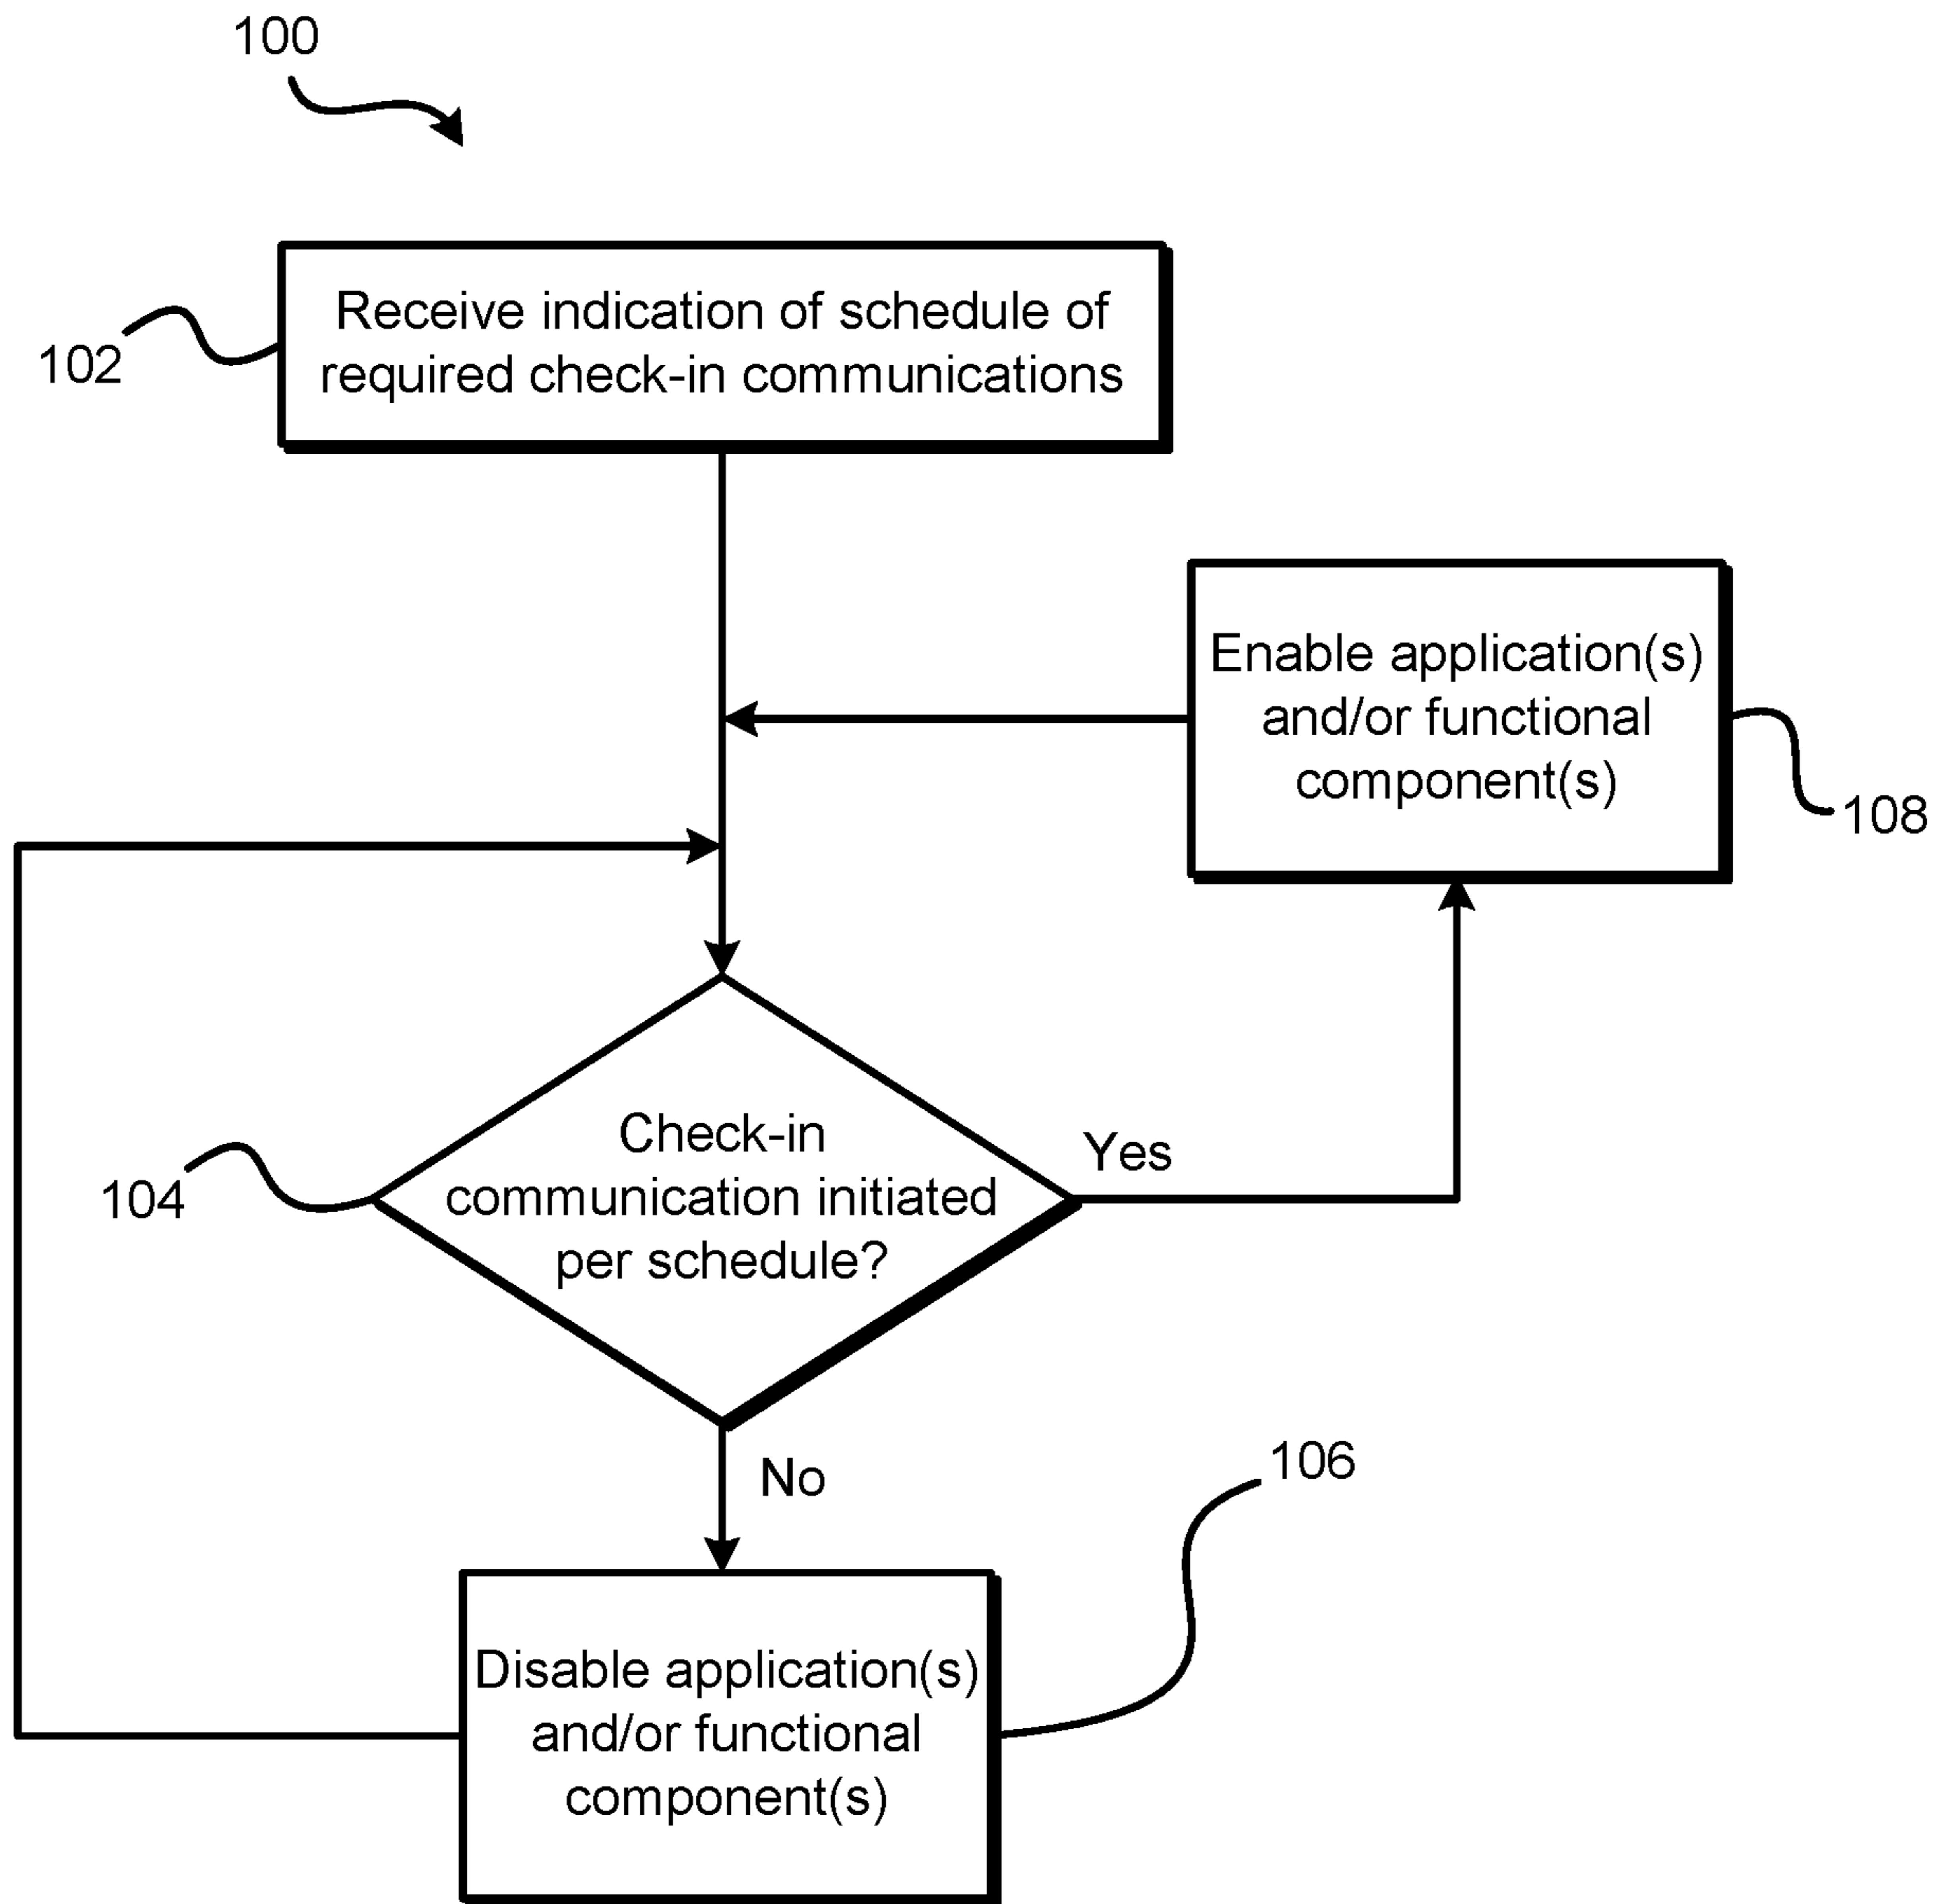 100
Receive indication of schedule of
required check-in communications
102
Enable application(s)
and/or functional
component(s)
108
Check-in
communication initiated
per schedule?
Yes
104
No
106
Disable application(s)
and/or functional
component(s)